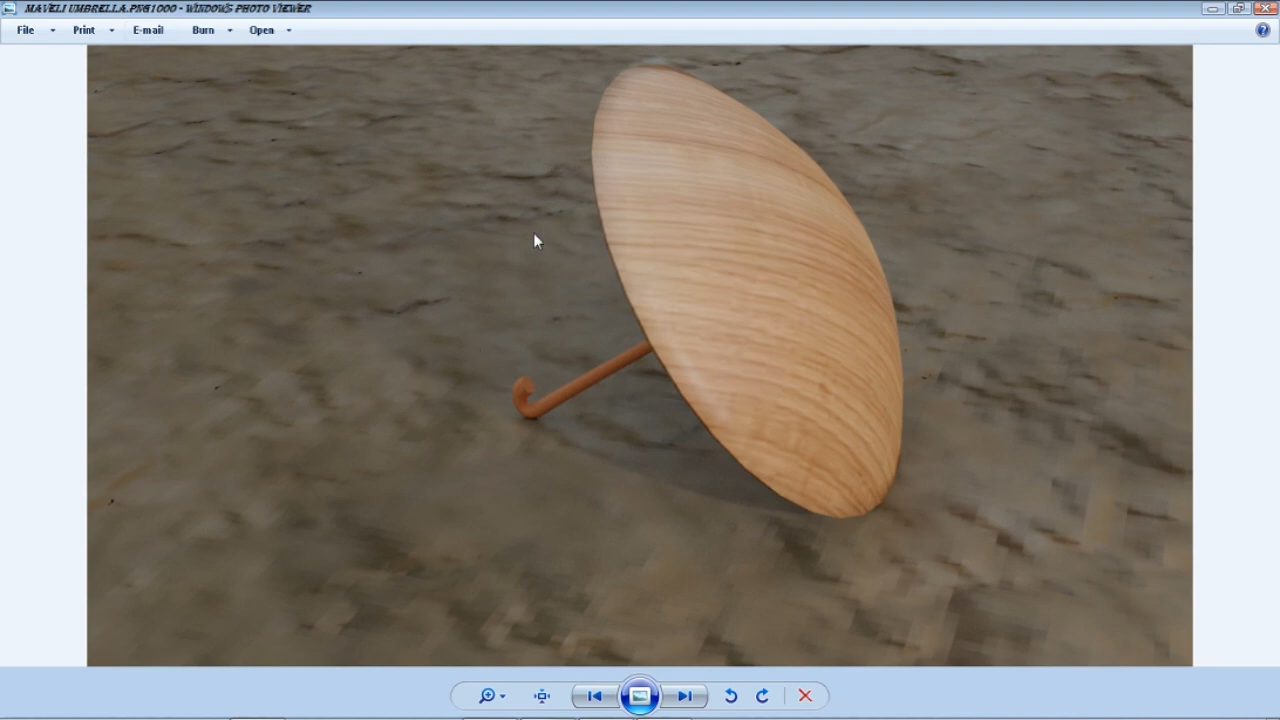 MAVELI UMBRELLA.PNG1000 - WINDOWS PHOTO VIEWER
File Print E-mail Burn Open